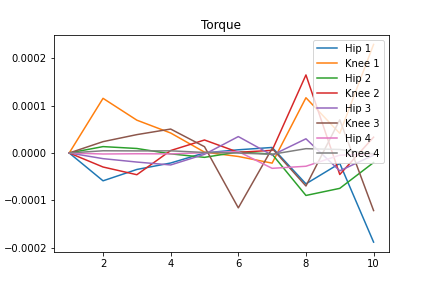 Torque
0.0002
0.0001
0.0000
−0.0001
−0.0002
2
4
6
8
10
Hip 1
Knee 1
Hip 2
Knee 2
Hip 3
Knee 3
Hip 4
Knee 4